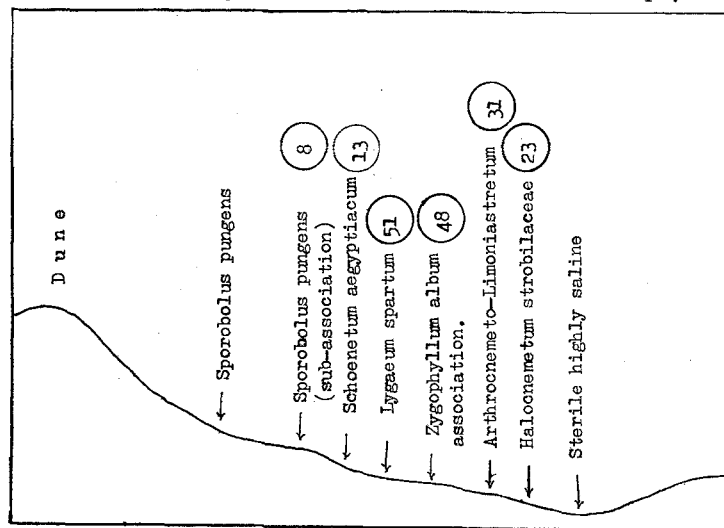 Dune
Sporobolus pungens
Sporobolus pungens 8
(sub-association)
Schoenetum aegyptiacum 13
Lygaeum spartum 51
Zygophyllum album 48
association.
Arthrocnemeto-Limoniastretum 31
Halocnemetum strobilaceae 23
Sterile highly saline